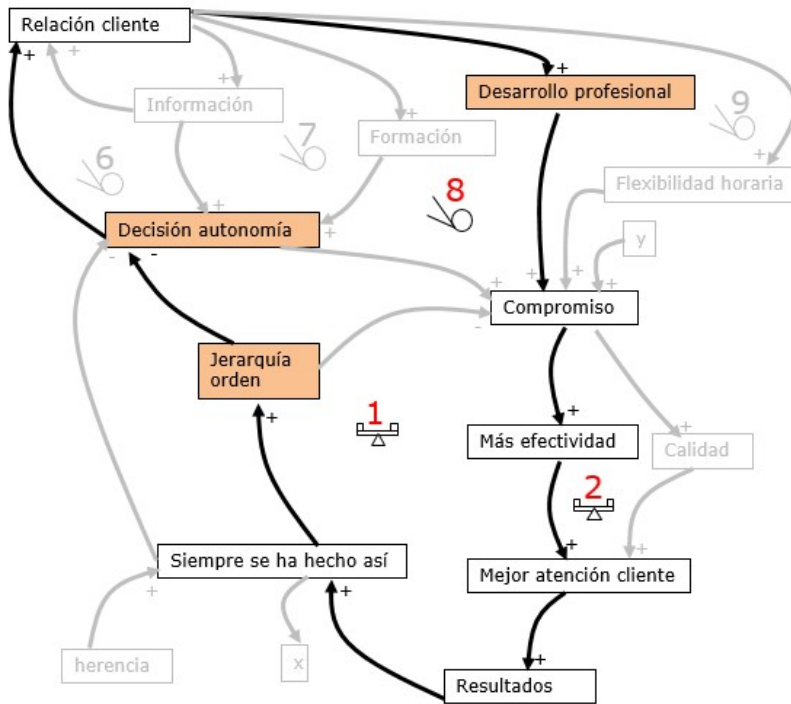 Relación cliente
+
+
Información
+
+
Formación
+
Desarrollo profesional
+
9
6
7
8
Flexibilidad horaria
+
Decisión autonomía
+
+
-
-
y
+
+
+
+
Compromiso
-
Jerarquía
orden
+
1
Más efectividad
+
Calidad
+
2
Siempre se ha hecho así
+
+
Mejor atención cliente
+
+
herencia
x
Resultados
+